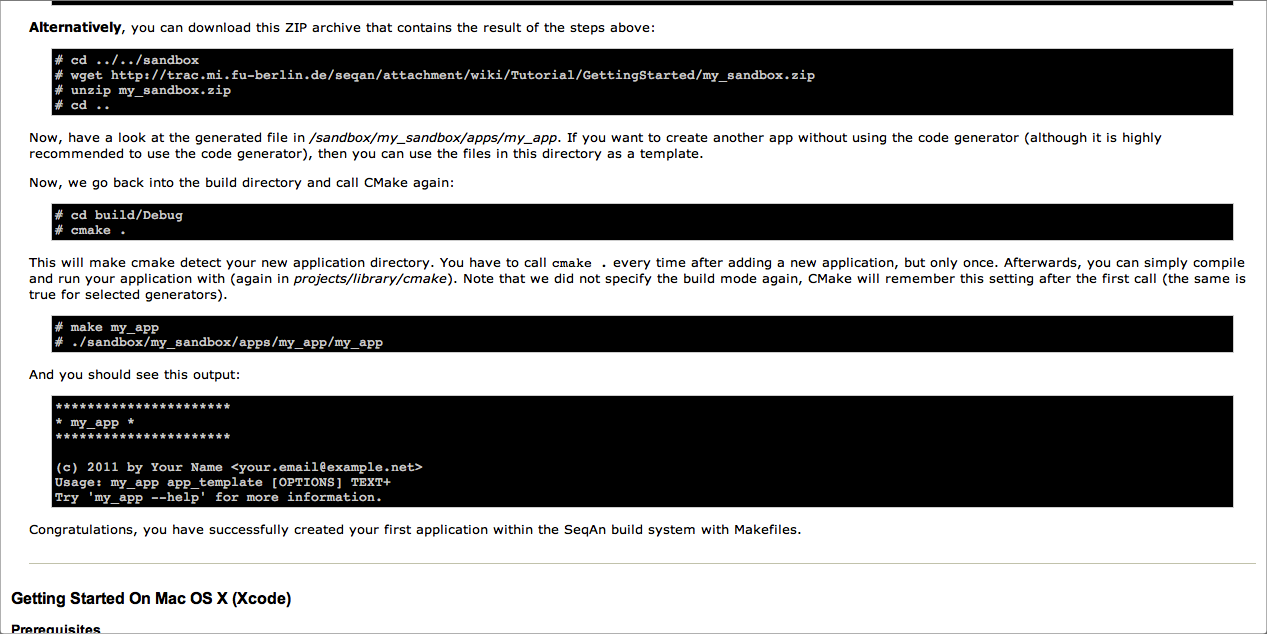 Alternatively, you can download this ZIP archive that contains the result of the steps above:
# cd ../../sandbox
# wget http://trac.mi.fu-berlin.de/seqan/attachment/wiki/Tutorial/GettingStarted/my_sandbox.zip
# unzip my_sandbox.zip
# cd ..
Now, have a look at the generated file in /sandbox/my_sandbox/apps/my_app. If you want to create another app without using the code generator (although it is highly
recommended to use the code generator), then you can use the files in this directory as a template.
Now, we go back into the build directory and call CMake again:
# cd build/Debug
# cmake .
This will make cmake detect your new application directory. You have to call cmake . every time after adding a new application, but only once. Afterwards, you can simply compile
and run your application with (again in projects/library/cmake). Note that we did not specify the build mode again, CMake will remember this setting after the first call (the same is
true for selected generators).
# make my_app
# ./sandbox/my_sandbox/apps/my_app/my_app
And you should see this output:
**********************
* my_app *
**********************
(c) 2011 by Your Name <your.email@example.net>
Usage: my_app app_template [OPTIONS] TEXT+
Try 'my_app --help' for more information.
Congratulations, you have successfully created your first application within the SeqAn build system with Makefiles.
Getting Started On Mac OS X (Xcode)
Prerequisites